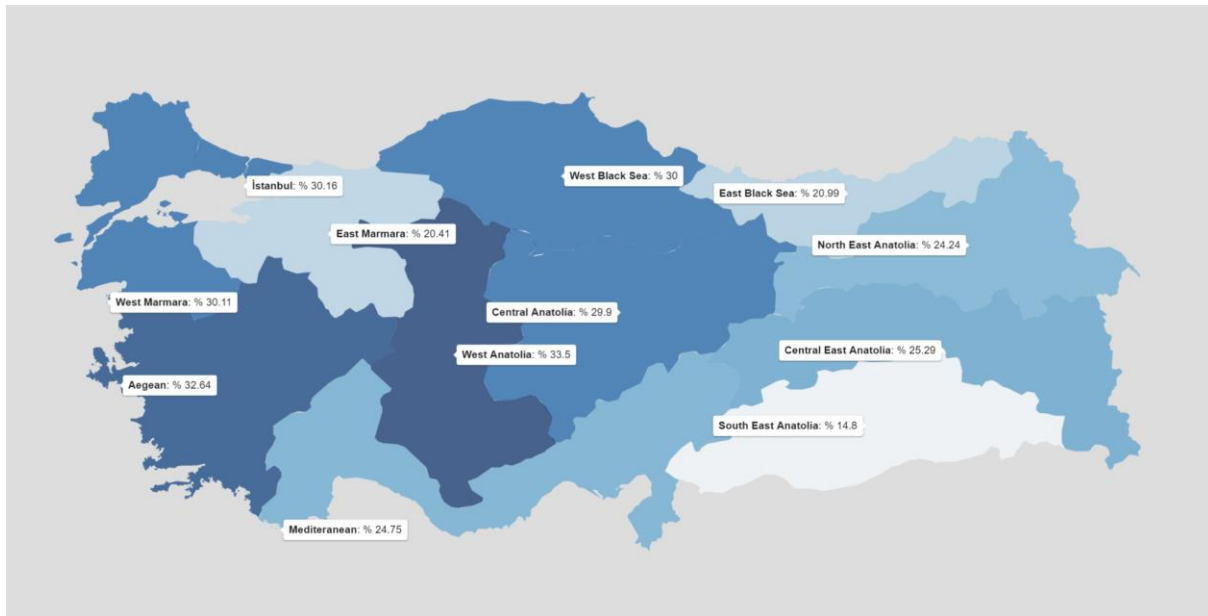 West Black Sea: % 30
İstanbul: % 30.16
East Black Sea: % 20.99
East Marmara: % 20.41
North East Anatolia: % 24.24
West Marmara: % 30.11
Central Anatolia: % 29.9
Central East Anatolia: % 25.29
West Anatolia: % 33.5
Aegean: % 32.64
South East Anatolia: % 14.8
Mediteranean: % 24.75